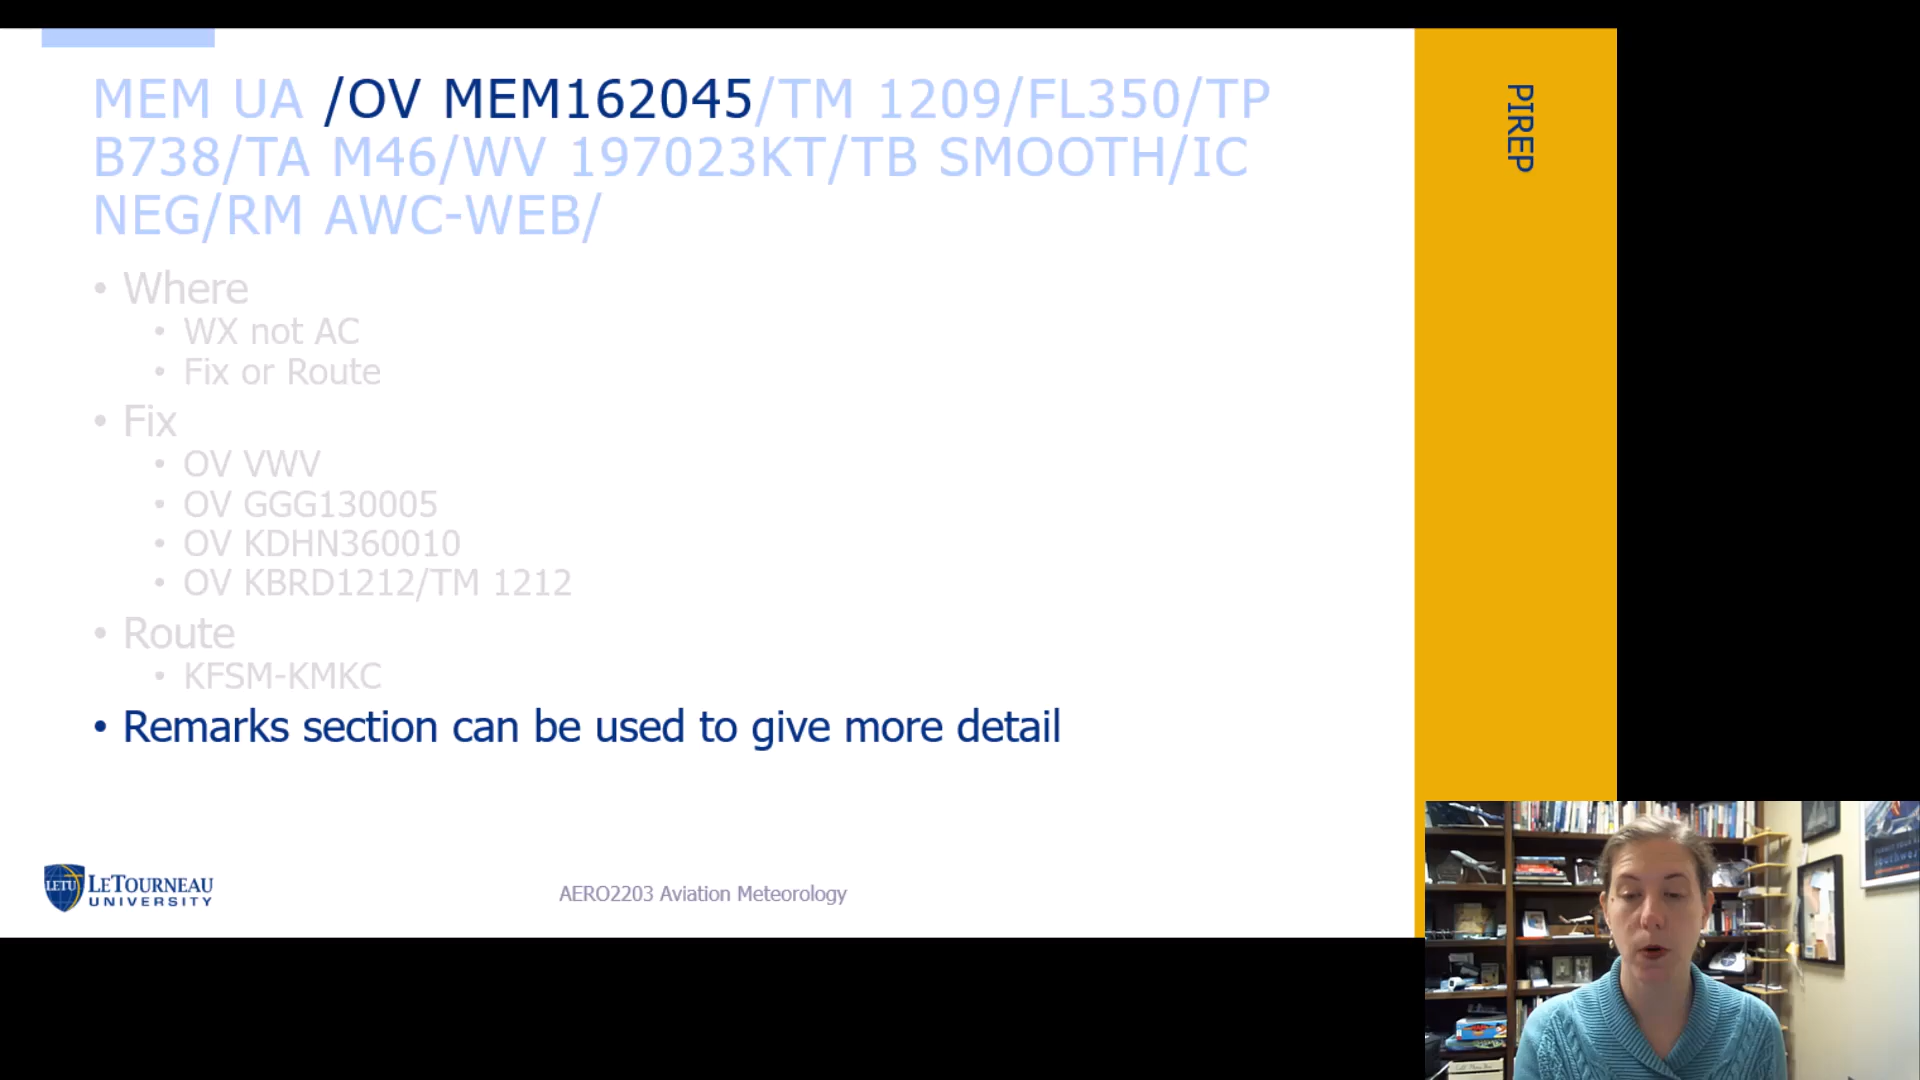 MEM UA /OV MEM162045/TM 1209/FL350/TP
B738/TA M46/WV 197023KT/TB SMOOTH/IC
NEG/RM AWC-WEB/
PIREP
• Where
• WX not AC
• Fix or Route
• Fix
• OV VWV
• OV GGG130005
• OV KDHN360010
• OV KBRD1212/TM 1212
• Route
• KFSM-KMKC
• Remarks section can be used to give more detail
LETU
LETOURNEAU
UNIVERSITY
AERO2203 Aviation Meteorology